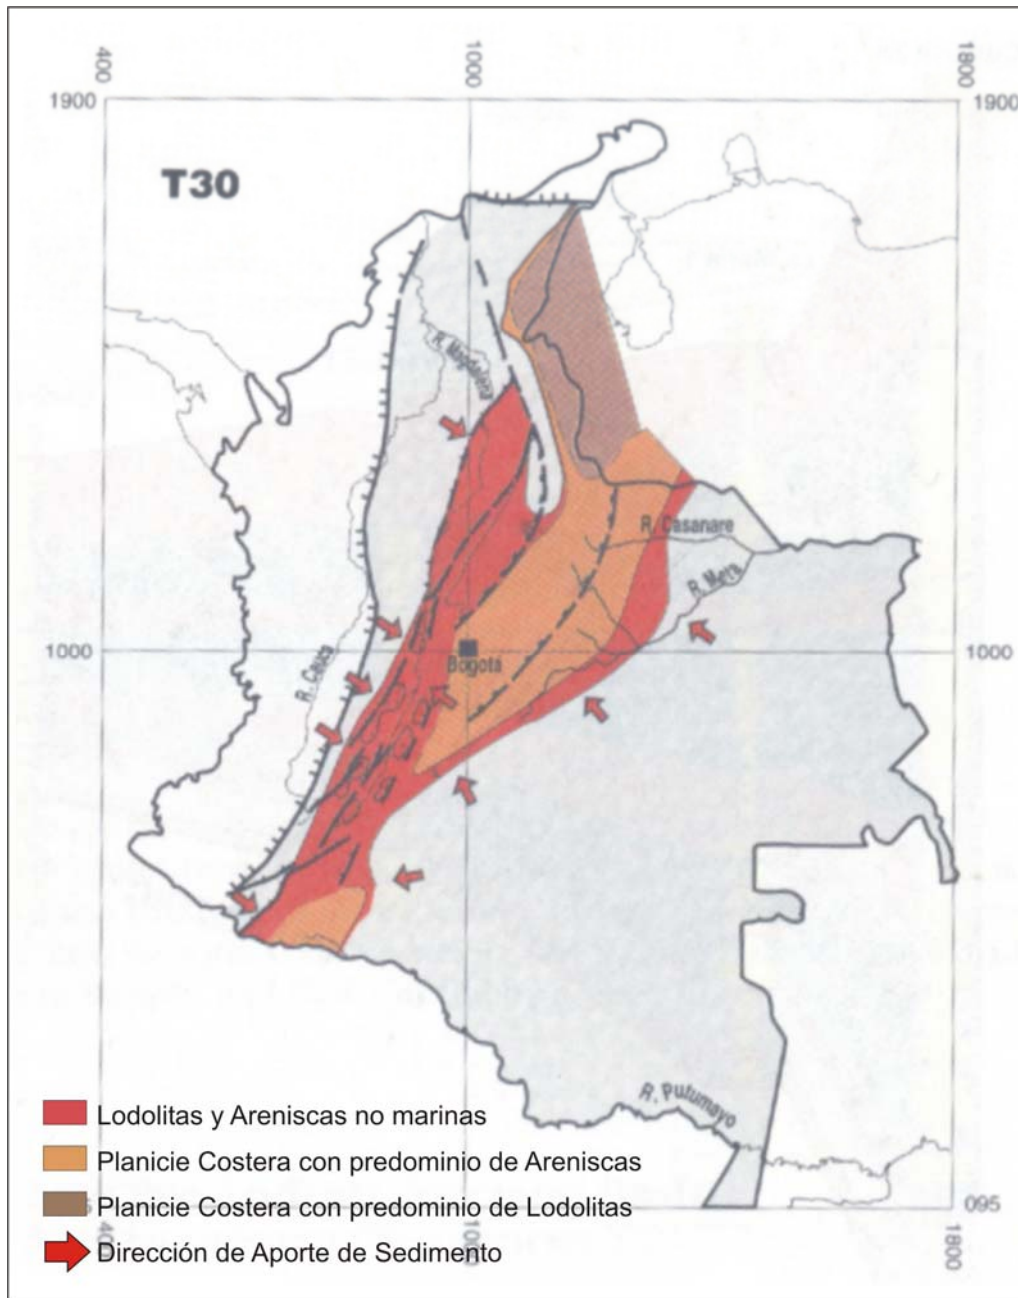 400
1000
1800
1900
1900
T30
R. Magdalena
R. Casanare
R. Meta
1000
1000
Bogotá
R. Cauca
R. Putumayo
Lodolitas y Areniscas no marinas
Planicie Costera con predominio de Areniscas
Planicie Costera con predominio de Lodolitas
095
Dirección de Aporte de Sedimento
1000
1800